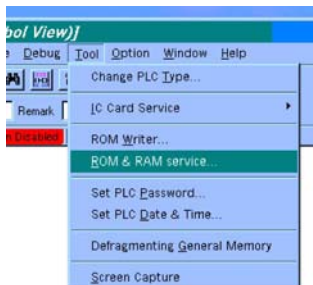 bol View)]
Debug Tool Option Window Help
Remark
Change PLC Type...
IC Card Service
Disabled
ROM Writer...
ROM & RAM service...
Set PLC Password...
Set PLC Date & Time...
Defragmenting General Memory
Screen Capture